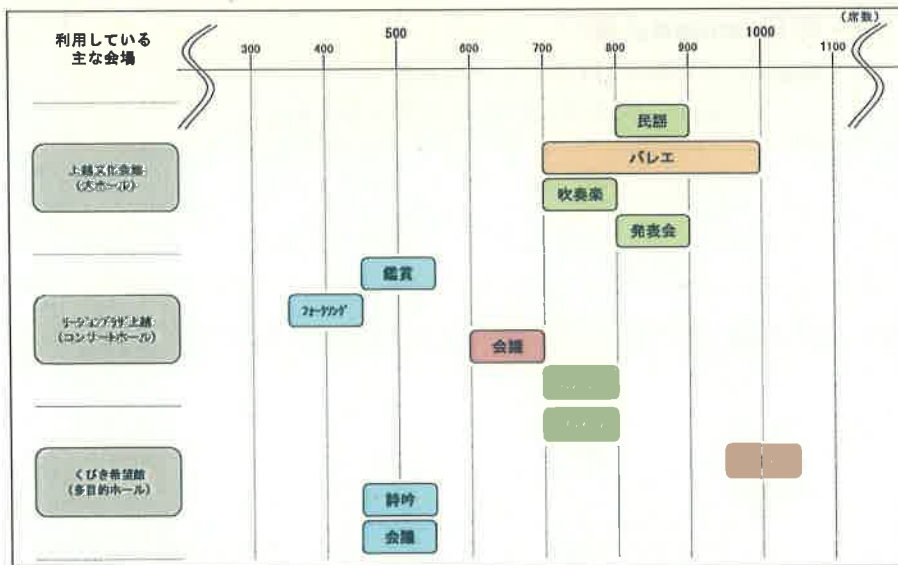 (席数)
利用している
主な会場
300
400
500
600
700
800
900
1000
1100
民謡
上越文化会館
(大ホール)
バレエ
吹奏楽
発表会
鑑賞
リージョンプラザ上越
(コンサートホール)
フォークソング
会議
くびき希望館
(多目的ホール)
詩吟
会議